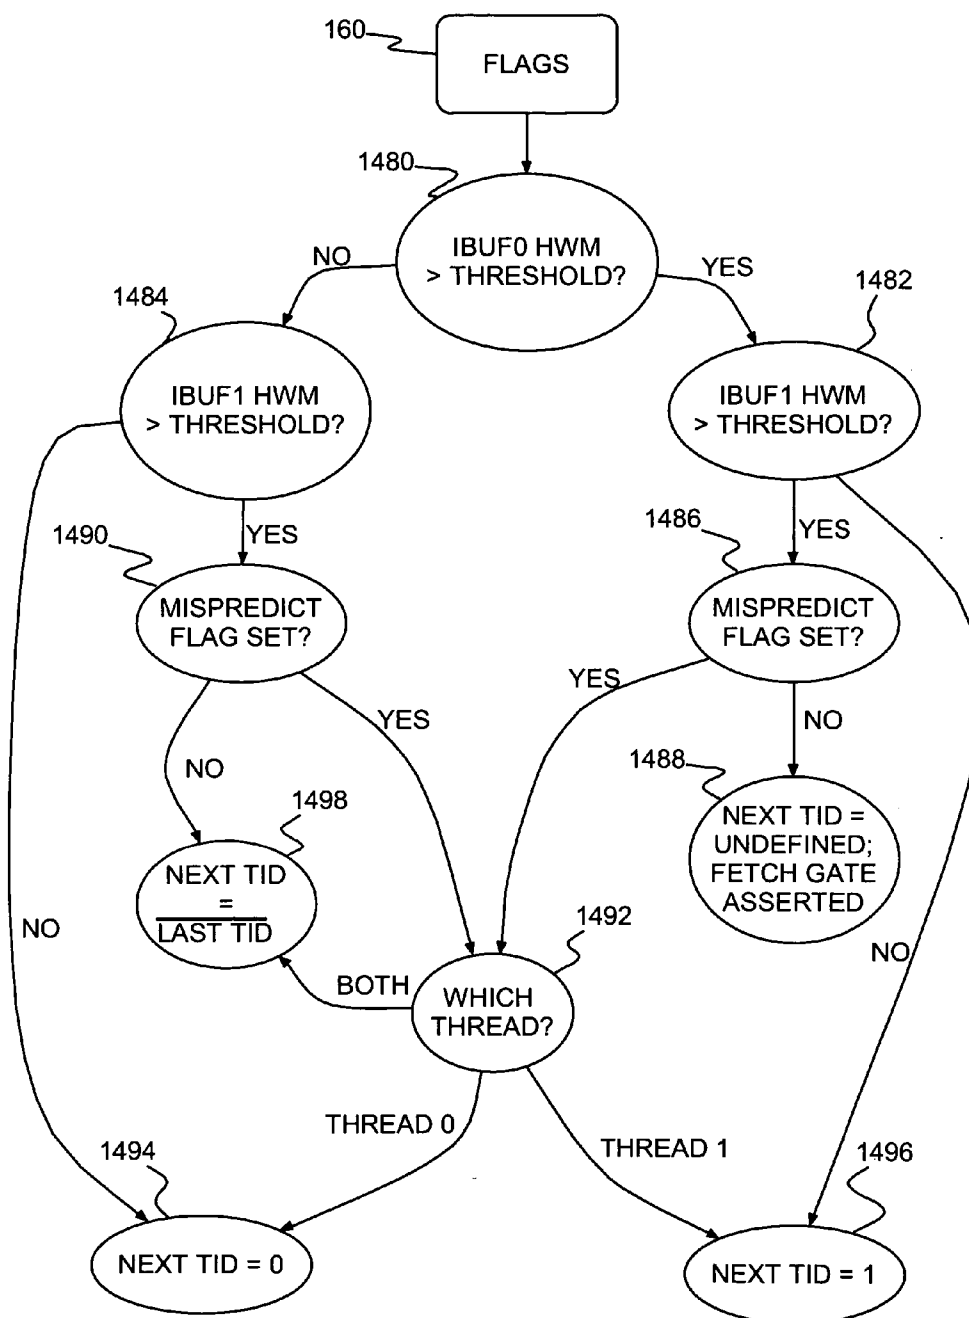 160
FLAGS
1480
IBUF0 HWM
> THRESHOLD?
NO
YES
1484
1482
IBUF1 HWM
> THRESHOLD?
IBUF1 HWM
> THRESHOLD?
YES
YES
1490
1486
MISPREDICT
FLAG SET?
MISPREDICT
FLAG SET?
YES
YES
NO
NO
1498
1488
NEXT TID
=
LAST TID
NEXT TID =
UNDEFINED;
FETCH GATE
ASSERTED
NO
1492
NO
BOTH
WHICH
THREAD?
THREAD 0
THREAD 1
1494
1496
NEXT TID = 0
NEXT TID = 1